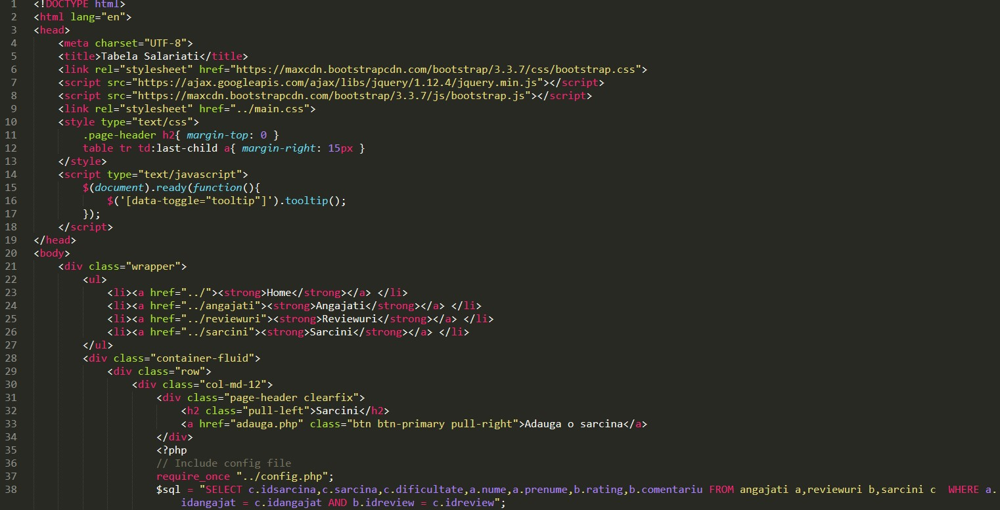 1 <!DOCTYPE html>
2 <html lang="en">
3 <head>
4 <meta charset="UTF-8">
5 <title>Tabela Salariati</title>
6 <link rel="stylesheet" href="https://maxcdn.bootstrapcdn.com/bootstrap/3.3.7/css/bootstrap.css">
7 <script src="https://ajax.googleapis.com/ajax/libs/jquery/1.12.4/jquery.min.js"></script>
8 <script src="https://maxcdn.bootstrapcdn.com/bootstrap/3.3.7/js/bootstrap.js"></script>
9 <link rel="stylesheet" href="../main.css">
10 <style type="text/css">
11 .page-header h2{ margin-top: 0 }
12 table tr td:last-child a{ margin-right: 15px }
13 </style>
14 <script type="text/javascript">
15 $(document).ready(function(){
16 $('[data-toggle="tooltip"]').tooltip();
17 });
18 </script>
19 </head>
20 <body>
21 <div class="wrapper">
22 <ul>
23 <li><a href="../"><strong>Home</strong></a> </li>
24 <li><a href="../angajati"><strong>Angajati</strong></a> </li>
25 <li><a href="../reviewuri"><strong>Reviewuri</strong></a> </li>
26 <li><a href="../sarcini"><strong>Sarcini</strong></a> </li>
27 </ul>
28 <div class="container-fluid">
29 <div class="row">
30 <div class="col-md-12">
31 <div class="page-header clearfix">
32 <h2 class="pull-left">Sarcini</h2>
33 <a href="adauga.php" class="btn btn-primary pull-right">Adauga o sarcina</a>
34 </div>
35 <?php
36 // Include config file
37 require_once "../config.php";
38 $sql = "SELECT c.idsarcina,c.sarcina,c.dificultate,a.nume,a.prenume,b.rating,b.comentariu FROM angajati a,reviewuri b,sarcini c  WHERE a.
idangajat = c.idangajat AND b.idreview = c.idreview";